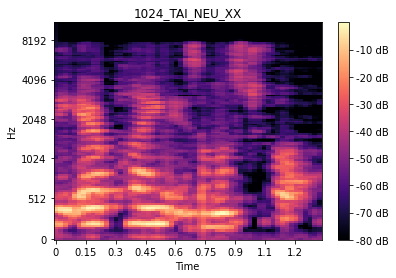 1024_TAI_NEU_XX
8192
4096
2048
1024
512
0
Hz
0 0.15 0.3 0.45 0.6 0.75 0.9 1.1 1.2
Time
-10 dB
-20 dB
-30 dB
-40 dB
-50 dB
-60 dB
-70 dB
-80 dB